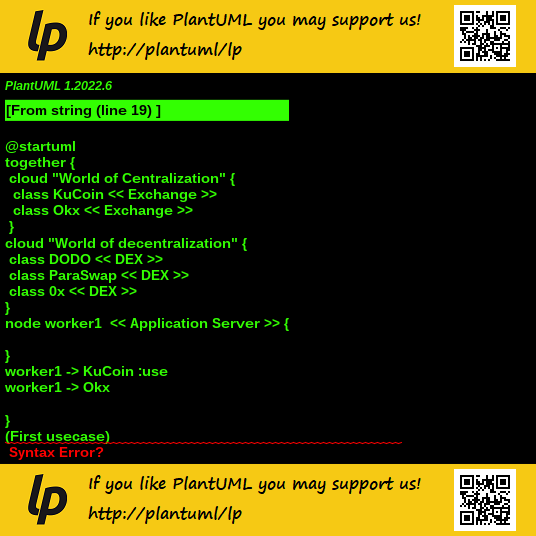 lp
If you like PlantUML you may support us!
http://plantuml/lp
PlantUML 1.2022.6
[From string (line 19) ]
@startuml
together {
cloud "World of Centralization" {
class KuCoin << Exchange >>
class Okx << Exchange >>
}
cloud "World of decentralization" {
class DODO << DEX >>
class ParaSwap << DEX >>
class 0x << DEX >>
}
node worker1  << Application Server >> {
}
worker1 -> KuCoin :use
worker1 -> Okx
}
(First usecase)
Syntax Error?
lp
If you like PlantUML you may support us!
http://plantuml/lp